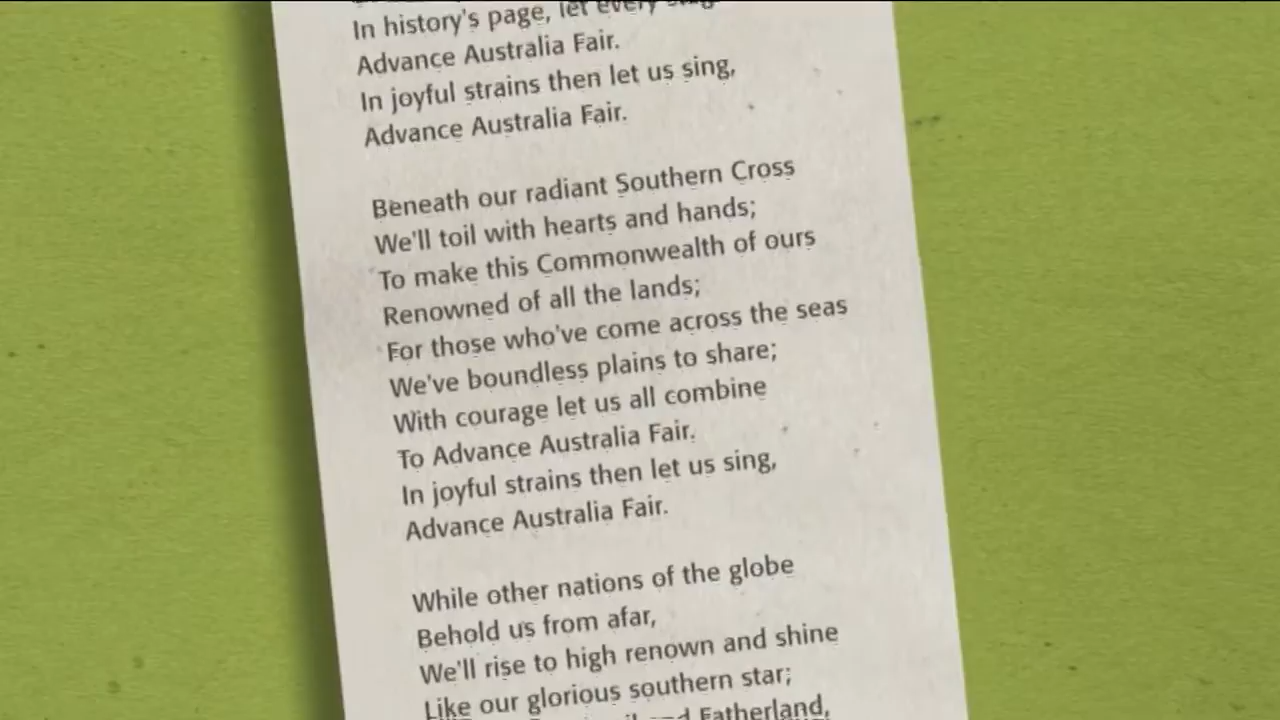 In history's page, let every stage
Advance Australia Fair.
In joyful strains then let us sing,
Advance Australia Fair.
Beneath our radiant Southern Cross
We'll toil with hearts and hands;
To make this Commonwealth of ours
Renowned of all the lands;
For those who've come across the seas
We've boundless plains to share;
With courage let us all combine
To Advance Australia Fair.
In joyful strains then let us sing,
Advance Australia Fair.
While other nations of the globe
Behold us from afar,
We'll rise to high renown and shine
Like our glorious southern star;
and Fatherland,